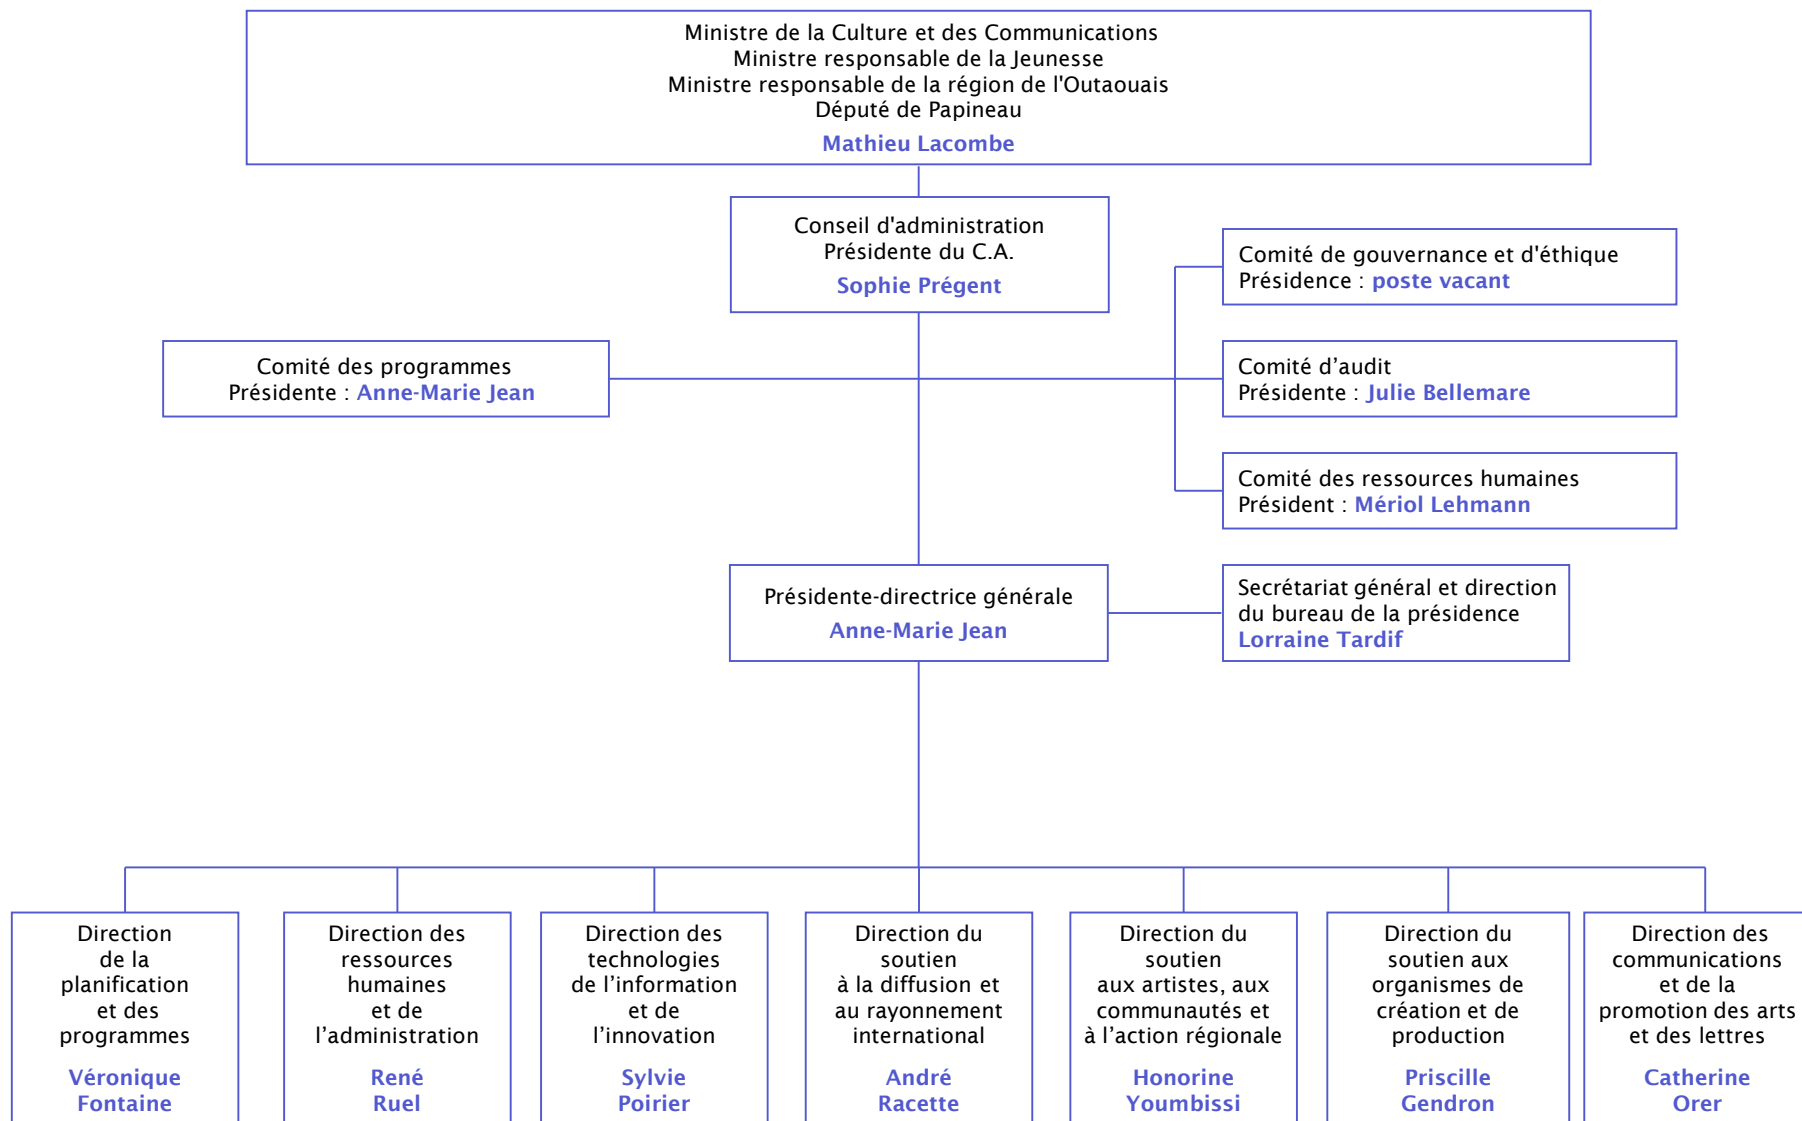 Ministre de la Culture et des Communications
Ministre responsable de la Jeunesse
Ministre responsable de la région de l'Outaouais
Député de Papineau
Mathieu Lacombe
Conseil d'administration
Présidente du C.A.
Sophie Prégent
Comité de gouvernance et d'éthique
Présidence : poste vacant
Comité des programmes
Présidente : Anne-Marie Jean
Comité d’audit
Présidente : Julie Bellemare
Comité des ressources humaines
Président : Mériol Lehmann
Présidente-directrice générale
Anne-Marie Jean
Secrétariat général et direction
du bureau de la présidence
Lorraine Tardif
Direction
de la
planification
et des
programmes
Véronique
Fontaine
Direction des
ressources
humaines
et de
l’administration
René
Ruel
Direction des
technologies
de l’information
et de
l’innovation
Sylvie
Poirier
Direction du
soutien
à la diffusion et
au rayonnement
international
André
Racette
Direction du
soutien
aux artistes, aux
communautés et
à l’action régionale
Honorine
Youmbissi
Direction du
soutien aux
organismes de
création et de
production
Priscille
Gendron
Direction des
communications
et de la
promotion des arts
et des lettres
Catherine
Orer